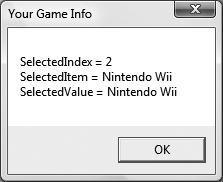 Your Game Info
SelectedIndex = 2
SelectedItem = Nintendo Wii
SelectedValue = Nintendo Wii
OK